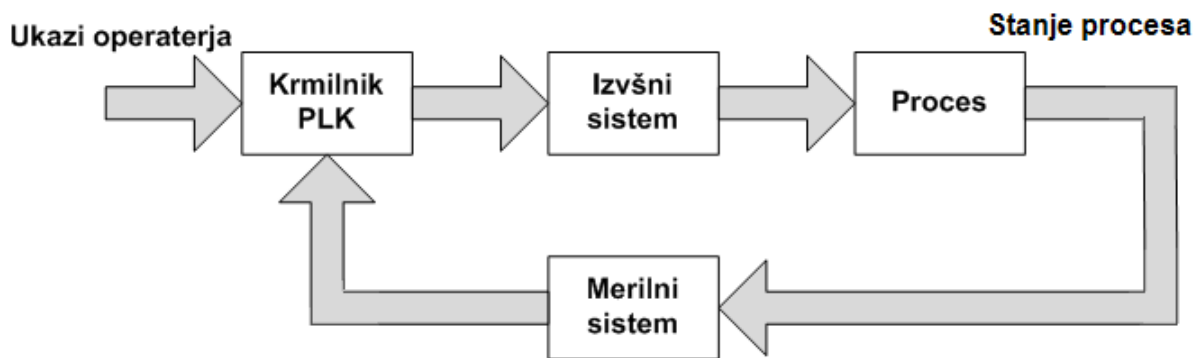 Ukazi operaterja
Stanje procesa
Krmilnik
PLK
Izvšni
sistem
Proces
Merilni
sistem